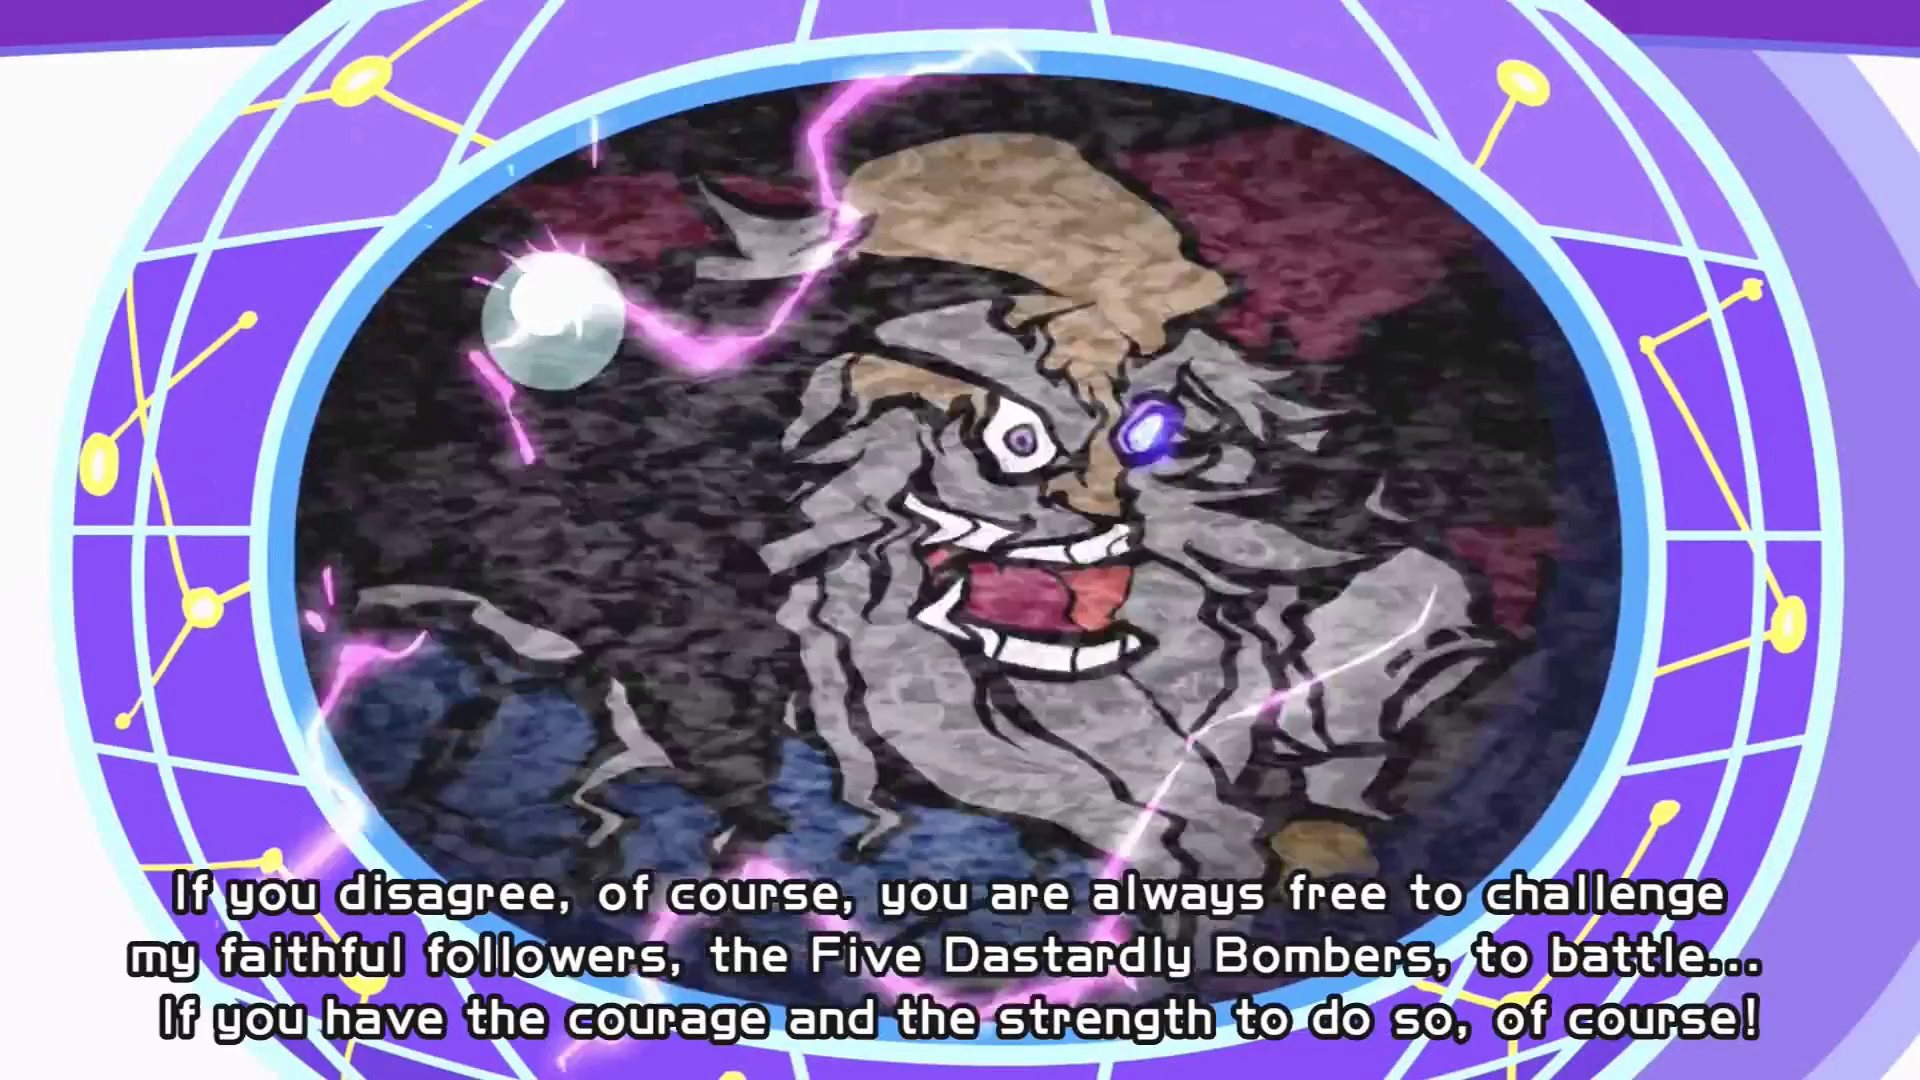 If you disagree, of course, you are always free to challenge
my faithful followers, the Five Dastardly Bombers, to battle...
If you have the courage and the strength to do so, of course!